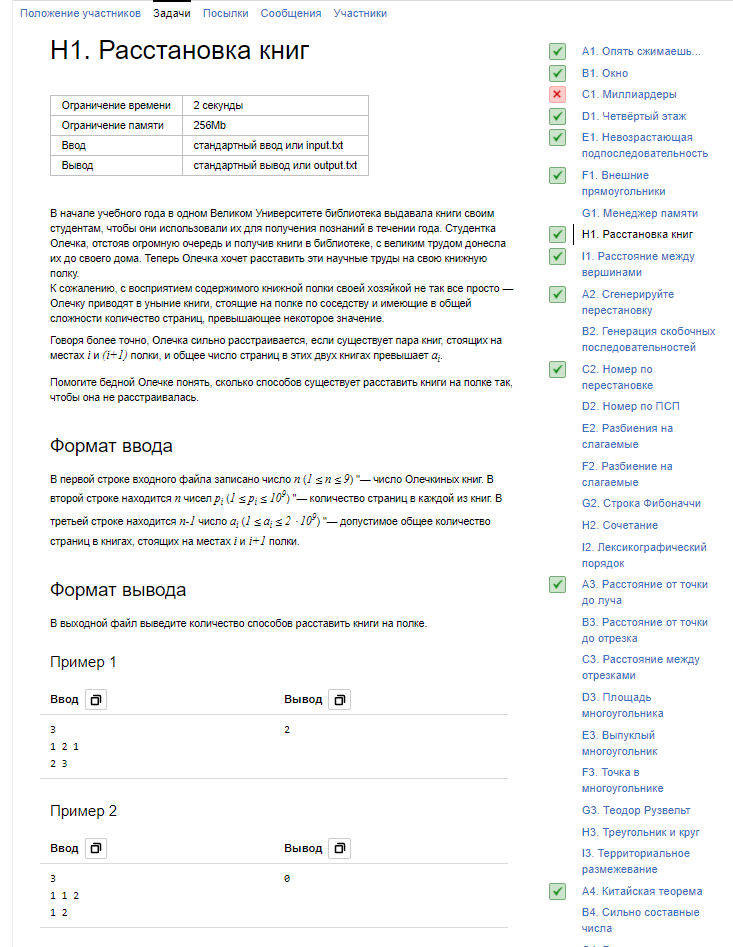 Положение участников Задачи Посылки Сообщения Участники
H1. Расстановка книг
Ограничение времени 2 секунды
Ограничение памяти 256Mb
Ввод стандартный ввод или input.txt
Вывод стандартный вывод или output.txt
В начале учебного года в одном Великом Университете библиотека выдавала книги своим
студентам, чтобы они использовали их для получения познаний в течении года. Студентка
Олечка, отстояв огромную очередь и получив книги в библиотеке, с великим трудом донесла
их до своего дома. Теперь Олечка хочет расставить эти научные труды на свою книжную
полку.
К сожалению, с восприятием содержимого книжной полки своей хозяйкой не так все просто —
Олечку приводят в уныние книги, стоящие на полке по соседству и имеющие в общей
сложности количество страниц, превышающее некоторое значение.
Говоря более точно, Олечка сильно расстраивается, если существует пара книг, стоящих на
местах i и (i+1) полки, и общее число страниц в этих двух книгах превышает aᵢ.
Помогите бедной Олечке понять, сколько способов существует расставить книги на полке так,
чтобы она не расстраивалась.
Формат ввода
В первой строке входного файла записано число n (1 ≤ n ≤ 9) "— число Олечкиных книг. В
второй строке находится n чисел pᵢ (1 ≤ pᵢ ≤ 10⁹) "— количество страниц в каждой из книг. В
третьей строке находится n-1 число aᵢ (1 ≤ aᵢ ≤ 2 · 10⁹) "— допустимое общее количество
страниц в книгах, стоящих на местах i и i+1 полки.
Формат вывода
В выходной файл выведите количество способов расставить книги на полке.
Пример 1
Ввод Вывод
3 2
1 2 1
2 3
Пример 2
Ввод Вывод
3 0
1 1 2
1 2
A1. Опять сжимаешь...
B1. Окно
C1. Миллиардеры
D1. Четвёртый этаж
E1. Невозрастающая
подпоследовательность
F1. Внешние
прямоугольники
G1. Менеджер памяти
H1. Расстановка книг
I1. Расстояние между
вершинами
A2. Сгенерируйте
перестановку
B2. Генерация скобочных
последовательностей
C2. Номер по
перестановке
D2. Номер по ПСП
E2. Разбиения на
слагаемые
F2. Разбиение на
слагаемые
G2. Строка Фибоначчи
H2. Сочетание
I2. Лексикографический
порядок
A3. Расстояние от точки
до луча
B3. Расстояние от точки
до отрезка
C3. Расстояние между
отрезками
D3. Площадь
многоугольника
E3. Выпуклый
многоугольник
F3. Точка в
многоугольнике
G3. Теодор Рузвельт
H3. Треугольник и круг
I3. Территориальное
размежевание
A4. Китайская теорема
B4. Сильно составные
числа